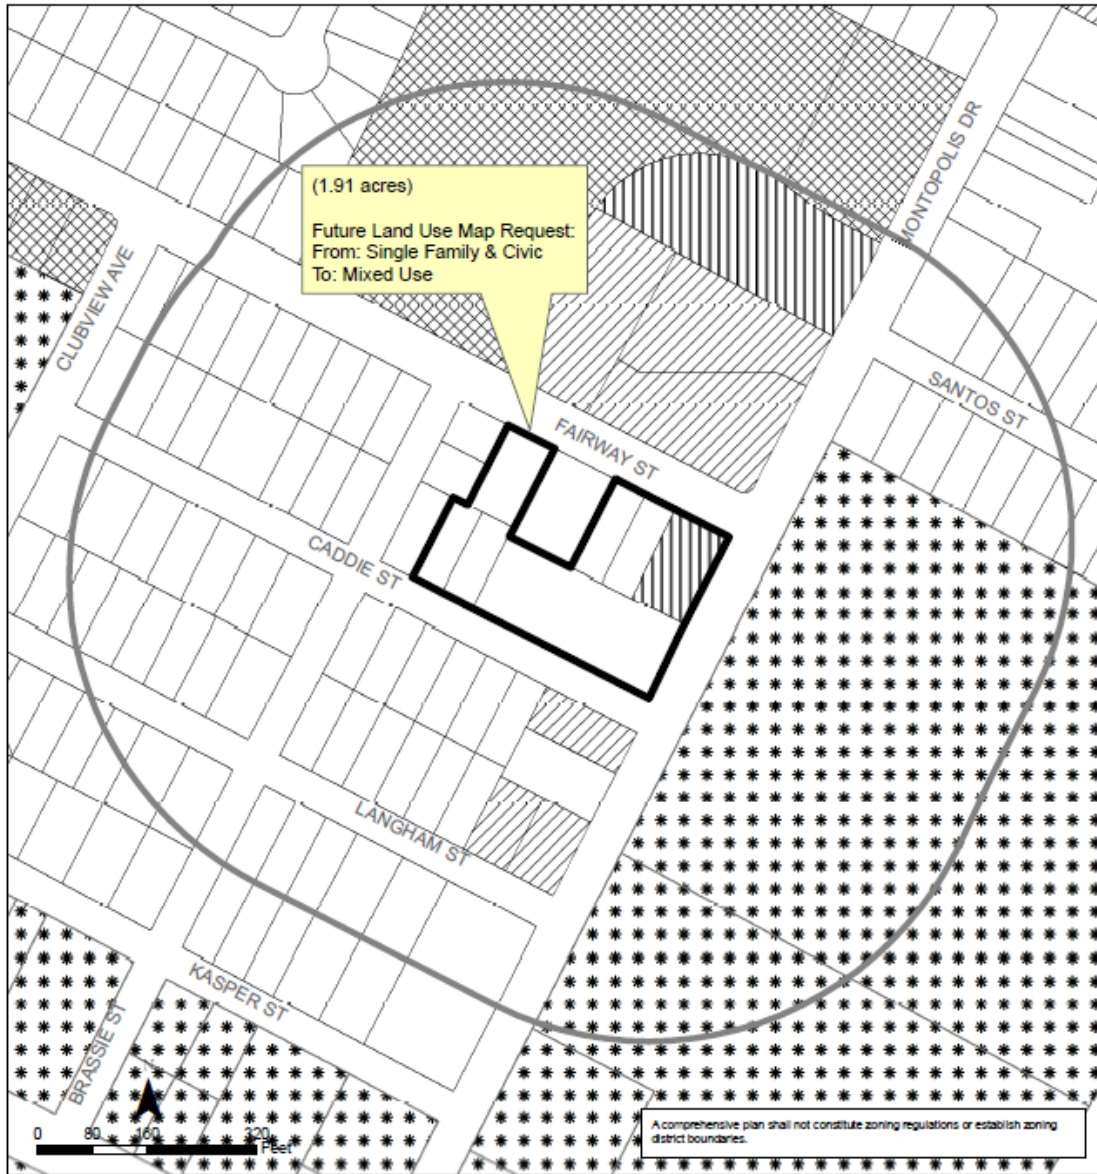 MONTOPOLIS DR
(1.91 acres)
Future Land Use Map Request:
From: Single Family & Civic
To: Mixed Use
CLUBVIEW AVE
SANTOS ST
FAIRWAY ST
CADDIE ST
LANGHAM ST
KASPER ST
BRASSIE ST
0 80 160 320
Feet
A comprehensive plan shall not constitute zoning regulations or establish zoning
district boundaries.